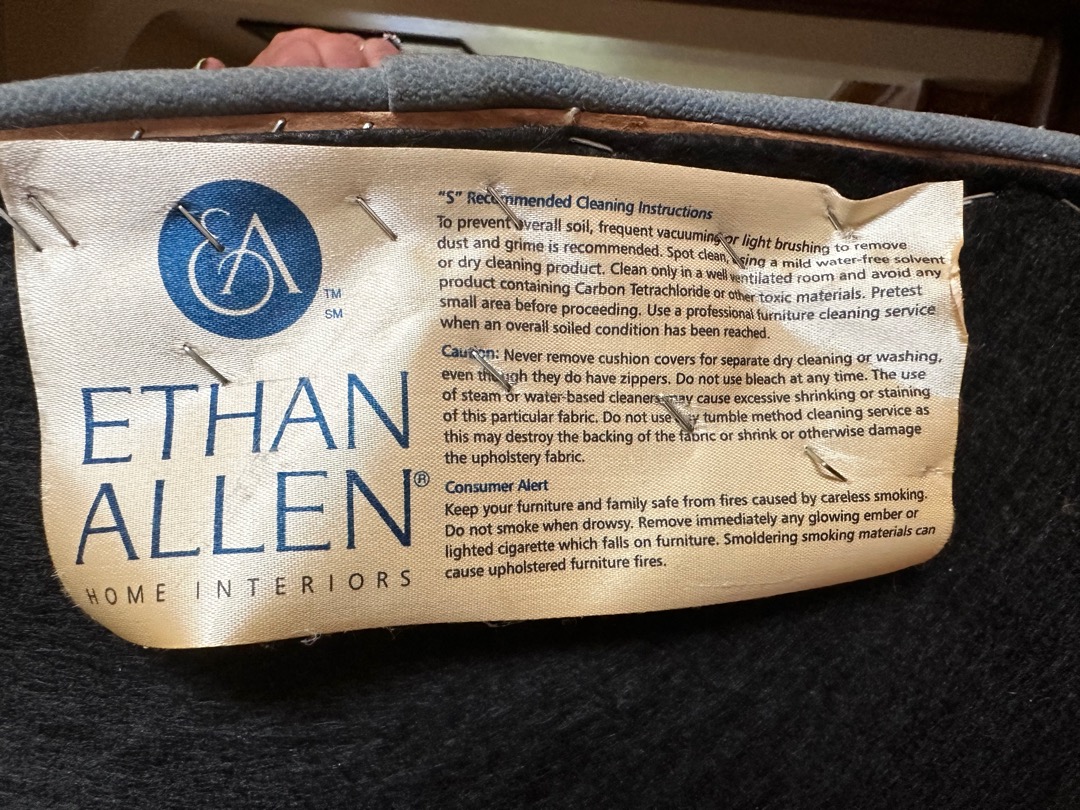 EA
TM
SM
ETHAN
ALLEN®
HOME INTERIORS
"S" Recommended Cleaning Instructions
To prevent overall soil, frequent vacuuming or light brushing to remove
dust and grime is recommended. Spot clean, using a mild water-free solvent
or dry cleaning product. Clean only in a well ventilated room and avoid any
product containing Carbon Tetrachloride or other toxic materials. Pretest
small area before proceeding. Use a professional furniture cleaning service
when an overall soiled condition has been reached.
Caution: Never remove cushion covers for separate dry cleaning or washing,
even though they do have zippers. Do not use bleach at any time. The use
of steam or water-based cleaners may cause excessive shrinking or staining
of this particular fabric. Do not use any tumble method cleaning service as
this may destroy the backing of the fabric or shrink or otherwise damage
the upholstery fabric.
Consumer Alert
Keep your furniture and family safe from fires caused by careless smoking.
Do not smoke when drowsy. Remove immediately any glowing ember or
lighted cigarette which falls on furniture. Smoldering smoking materials can
cause upholstered furniture fires.